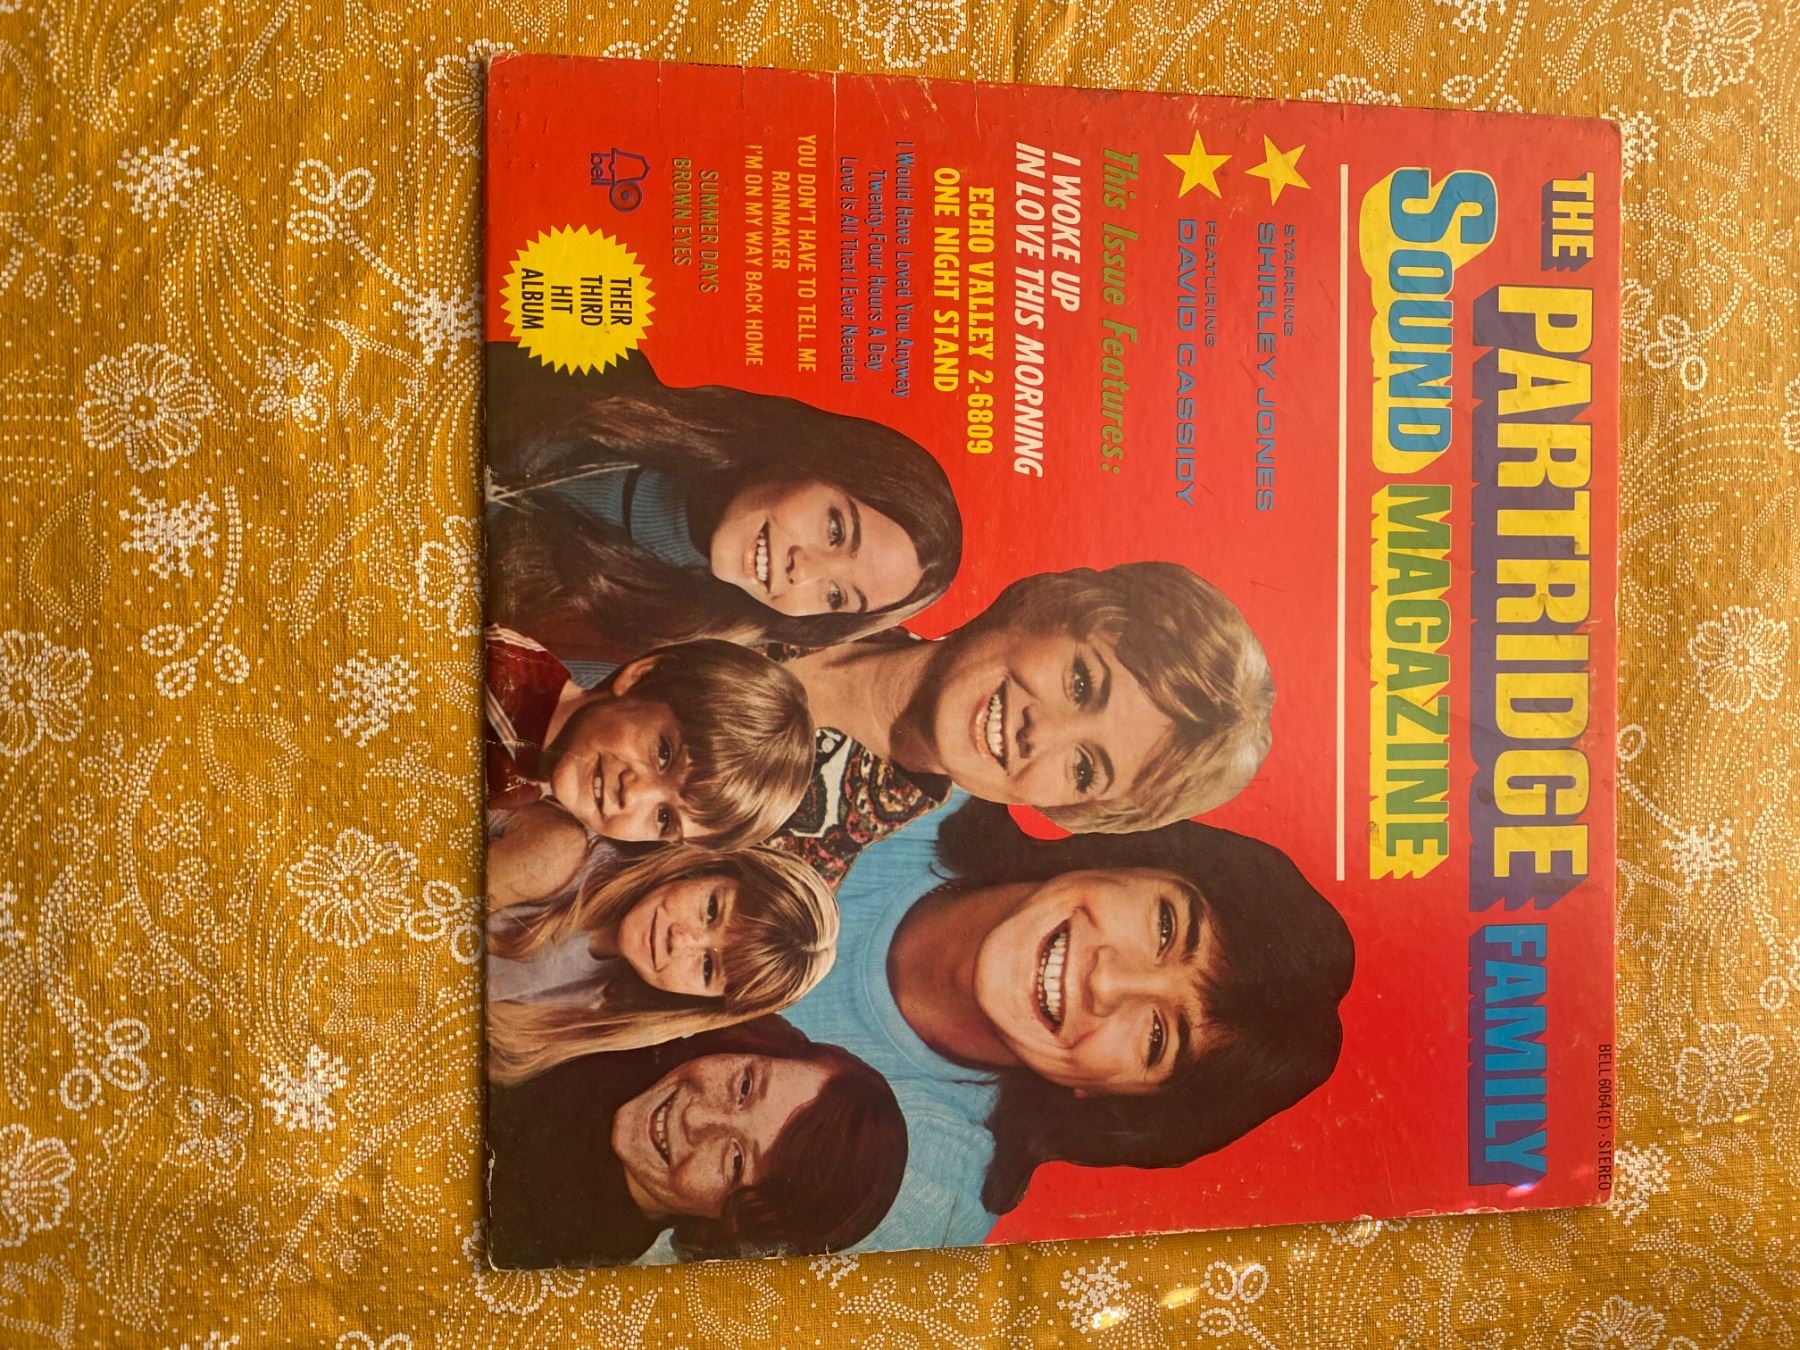 BELL 6064(E) · STEREO
THE PARTRIDGE FAMILY
SOUND MAGAZINE
STARRING
SHIRLEY JONES
FEATURING
DAVID CASSIDY
This Issue Features:
I WOKE UP
IN LOVE THIS MORNING
ECHO VALLEY 2-6809
ONE NIGHT STAND
I Would Have Loved You Anyway
Twenty-Four Hours A Day
Love Is All That I Ever Needed
YOU DON'T HAVE TO TELL ME
RAINMAKER
I'M ON MY WAY BACK HOME
SUMMER DAYS
BROWN EYES
bell
THEIR
THIRD
HIT
ALBUM